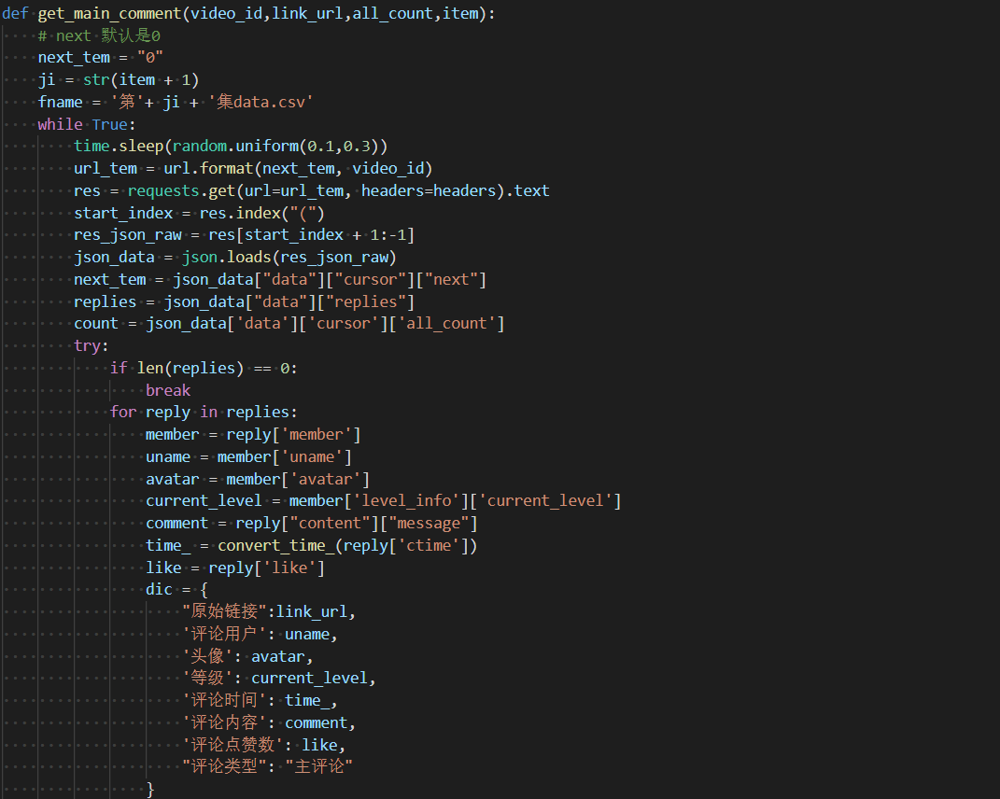 def get_main_comment(video_id,link_url,all_count,item):
    # next 默认是0
    next_tem = "0"
    ji = str(item + 1)
    fname = '第'+ ji + '集data.csv'
    while True:
        time.sleep(random.uniform(0.1,0.3))
        url_tem = url.format(next_tem, video_id)
        res = requests.get(url=url_tem, headers=headers).text
        start_index = res.index("(")
        res_json_raw = res[start_index + 1:-1]
        json_data = json.loads(res_json_raw)
        next_tem = json_data["data"]["cursor"]["next"]
        replies = json_data["data"]["replies"]
        count = json_data['data']['cursor']['all_count']
        try:
            if len(replies) == 0:
                break
            for reply in replies:
                member = reply['member']
                uname = member['uname']
                avatar = member['avatar']
                current_level = member['level_info']['current_level']
                comment = reply["content"]["message"]
                time_ = convert_time_(reply['ctime'])
                like = reply['like']
                dic = {
                    "原始链接":link_url,
                    '评论用户': uname,
                    '头像': avatar,
                    '等级': current_level,
                    '评论时间': time_,
                    '评论内容': comment,
                    '评论点赞数': like,
                    "评论类型": "主评论"
                }